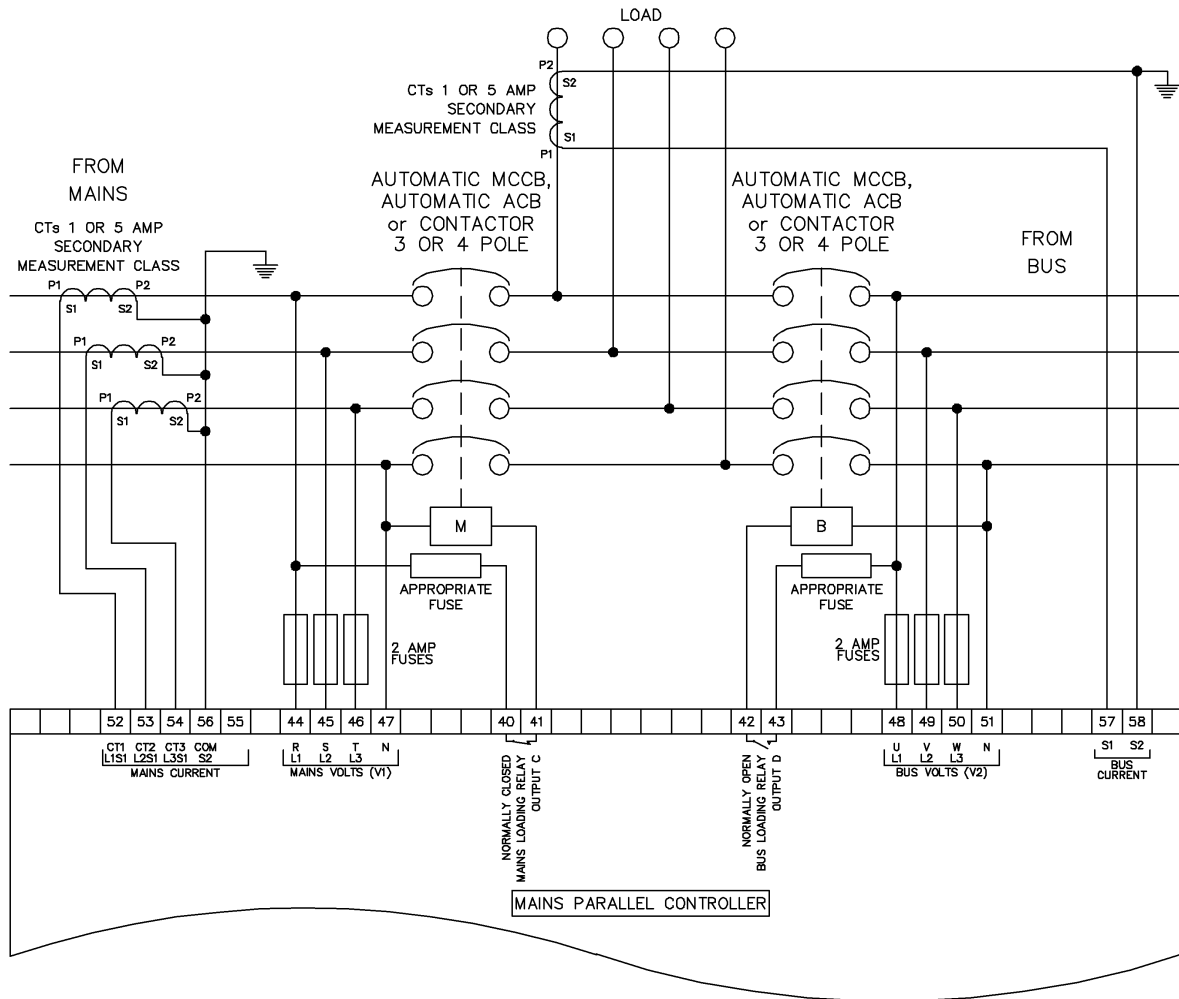 LOAD
P2
S2
CTs 1 OR 5 AMP
SECONDARY
MEASUREMENT CLASS
S1
P1
FROM
MAINS
CTs 1 OR 5 AMP
SECONDARY
MEASUREMENT CLASS
AUTOMATIC MCCB,
AUTOMATIC ACB
or CONTACTOR
3 OR 4 POLE
AUTOMATIC MCCB,
AUTOMATIC ACB
or CONTACTOR
3 OR 4 POLE
FROM
BUS
P1 P2
S1 S2
P1 P2
S1 S2
P1 P2
S1 S2
M
B
APPROPRIATE
FUSE
APPROPRIATE
FUSE
2 AMP
FUSES
2 AMP
FUSES
52 53 54 56 55 44 45 46 47 40 41 42 43 48 49 50 51 57 58
CT1 CT2 CT3 COM
L1S1 L2S1 L3S1 S2
MAINS CURRENT
R S T N
L1 L2 L3
MAINS VOLTS (V1)
NORMALLY CLOSED
MAINS LOADING RELAY
OUTPUT C
NORMALLY OPEN
BUS LOADING RELAY
OUTPUT D
U V W N
L1 L2 L3
BUS VOLTS (V2)
S1 S2
BUS
CURRENT
MAINS PARALLEL CONTROLLER